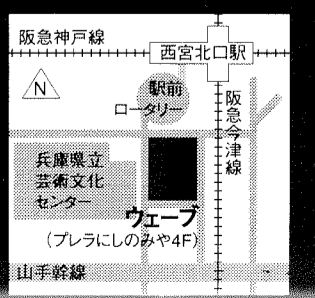 阪急神戸線
西宮北口駅
N
駅前
ロータリー
阪急今津線
兵庫県立
芸術文化
センター
ウェーブ
(プレラにしのみや4F)
山手幹線